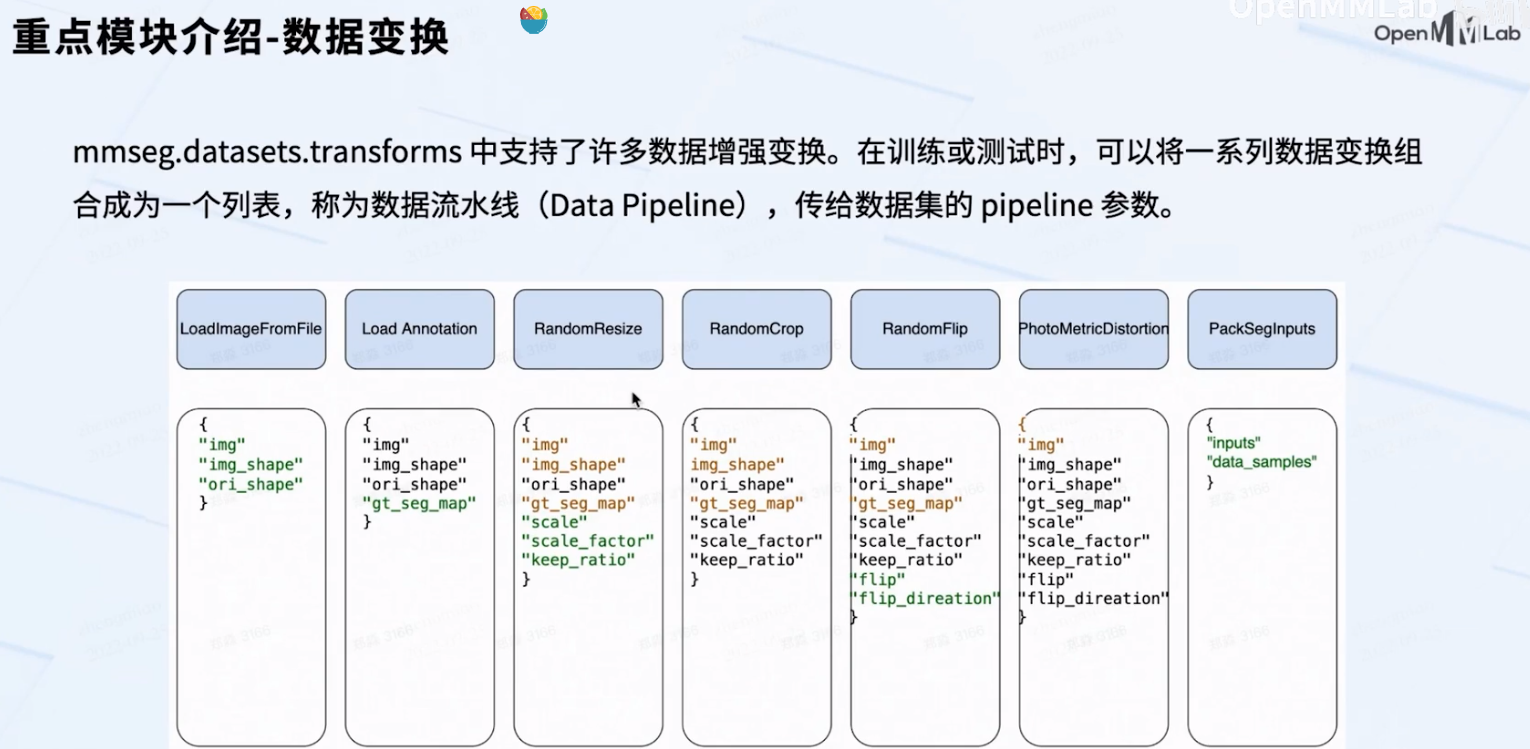 OpenMMLab
重点模块介绍-数据变换
OpenMMLab
mmseg.datasets.transforms 中支持了许多数据增强变换。在训练或测试时，可以将一系列数据变换组
合成为一个列表，称为数据流水线（Data Pipeline），传给数据集的 pipeline 参数。
LoadImageFromFile
Load Annotation
RandomResize
RandomCrop
RandomFlip
PhotoMetricDistortion
PackSegInputs
{
"img"
"img_shape"
"ori_shape"
}
{
"img"
"img_shape"
"ori_shape"
"gt_seg_map"
}
{
"img"
"img_shape"
"ori_shape"
"gt_seg_map"
"scale"
"scale_factor"
"keep_ratio"
}
{
"img"
img_shape"
"ori_shape"
"gt_seg_map"
"scale"
"scale_factor"
"keep_ratio"
}
{
"img"
"img_shape"
"ori_shape"
"gt_seg_map"
"scale"
"scale_factor"
"keep_ratio"
"flip"
"flip_direation"
}
{
"img"
"img_shape"
"ori_shape"
"gt_seg_map"
"scale"
"scale_factor"
"keep_ratio"
"flip"
"flip_direation"
}
{
"inputs"
"data_samples"
}